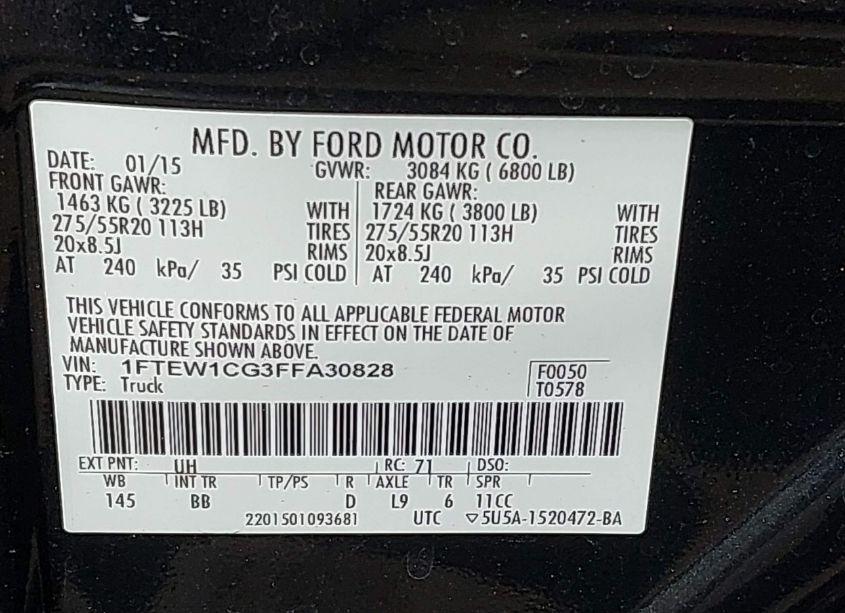 MFD. BY FORD MOTOR CO.
DATE: 01/15 GVWR: 3084 KG ( 6800 LB)
FRONT GAWR: REAR GAWR:
1463 KG ( 3225 LB) WITH 1724 KG ( 3800 LB) WITH
275/55R20 113H TIRES 275/55R20 113H TIRES
20x8.5J RIMS 20x8.5J RIMS
AT 240 kPa/ 35 PSI COLD AT 240 kPa/ 35 PSI COLD
THIS VEHICLE CONFORMS TO ALL APPLICABLE FEDERAL MOTOR
VEHICLE SAFETY STANDARDS IN EFFECT ON THE DATE OF
MANUFACTURE SHOWN ABOVE.
VIN: 1FTEW1CG3FFA30828 F0050
TYPE: Truck T0578
EXT PNT: UH RC: 71 DSO:
WB INT TR TP/PS R AXLE TR SPR
145 BB D L9 6 11CC
2201501093681 UTC ▽5U5A-1520472-BA